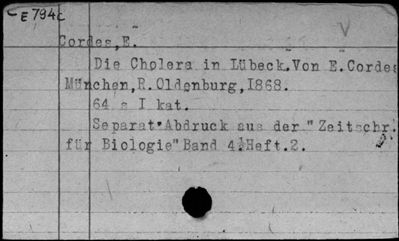 CE794c
Cordes,E.
Die Cholera in Lübeck.Von E.Cordes
München,R.Oldenburg,1868.
64 s I kat.
Separat-Abdruck aus der "Zeitschr.
für Biologie" Band 4 Heft.2.